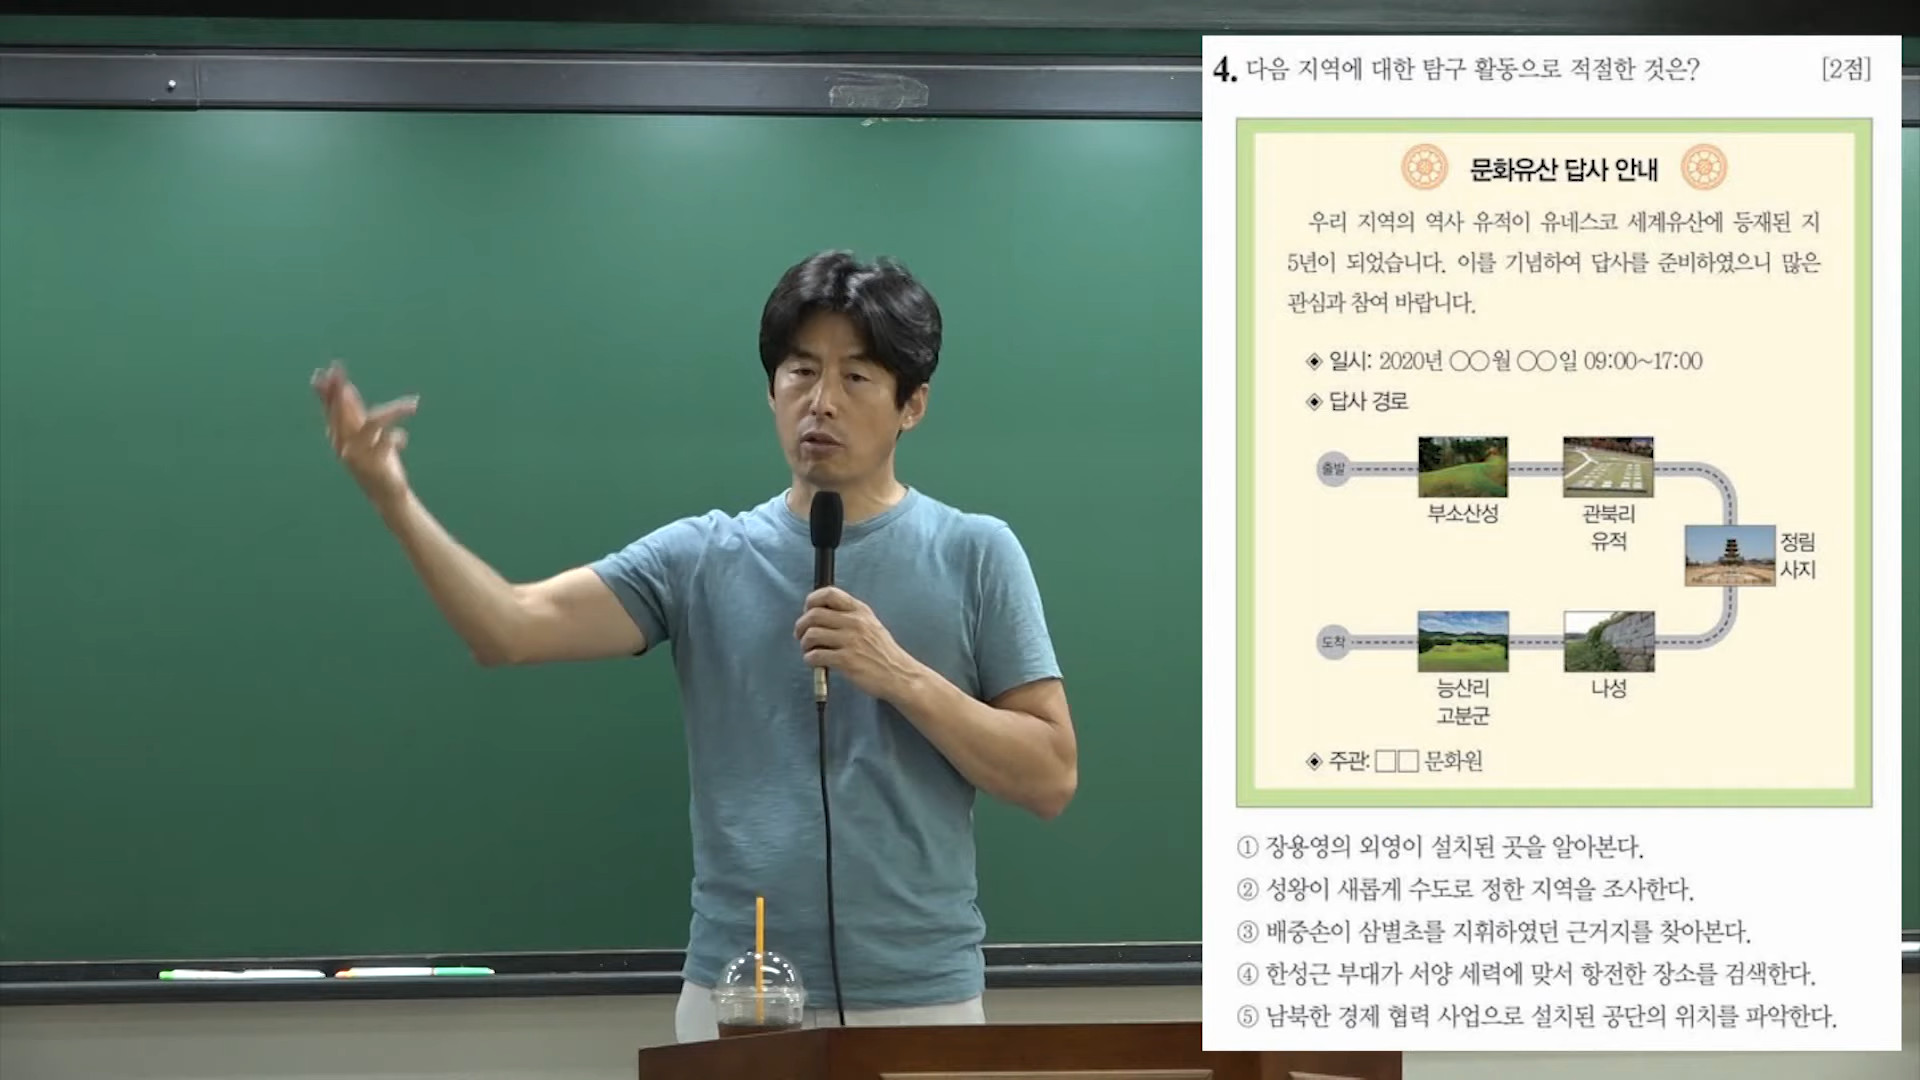 4. 다음 지역에 대한 탐구 활동으로 적절한 것은? [2점]
문화유산 답사 안내
우리 지역의 역사 유적이 유네스코 세계유산에 등재된 지
5년이 되었습니다. 이를 기념하여 답사를 준비하였으니 많은
관심과 참여 바랍니다.
◈ 일시: 2020년 ○○월 ○○일 09:00~17:00
◈ 답사 경로
출발
부소산성
관북리
유적
정림
사지
도착
능산리
고분군
나성
◈ 주관: □□ 문화원
① 장용영의 외영이 설치된 곳을 알아본다.
② 성왕이 새롭게 수도로 정한 지역을 조사한다.
③ 배중손이 삼별초를 지휘하였던 근거지를 찾아본다.
④ 한성근 부대가 서양 세력에 맞서 항전한 장소를 검색한다.
⑤ 남북한 경제 협력 사업으로 설치된 공단의 위치를 파악한다.